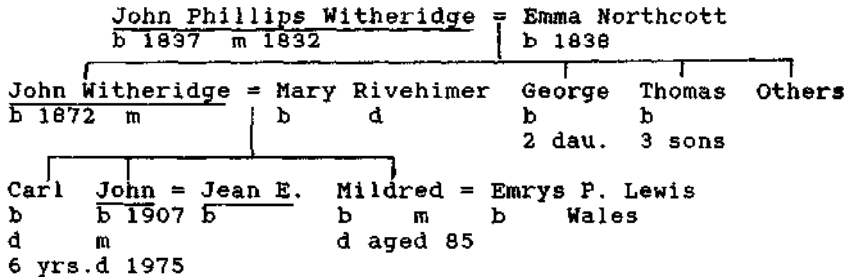 John Phillips Witheridge = Emma Northcott
b 1837 m 1832 b 1838
John Witheridge = Mary Rivehimer George Thomas Others
b 1872 m b d b b
2 dau. 3 sons
Carl John = Jean E. Mildred = Emrys P. Lewis
b b 1907 b b m b Wales
d m d aged 85
6 yrs.d 1975